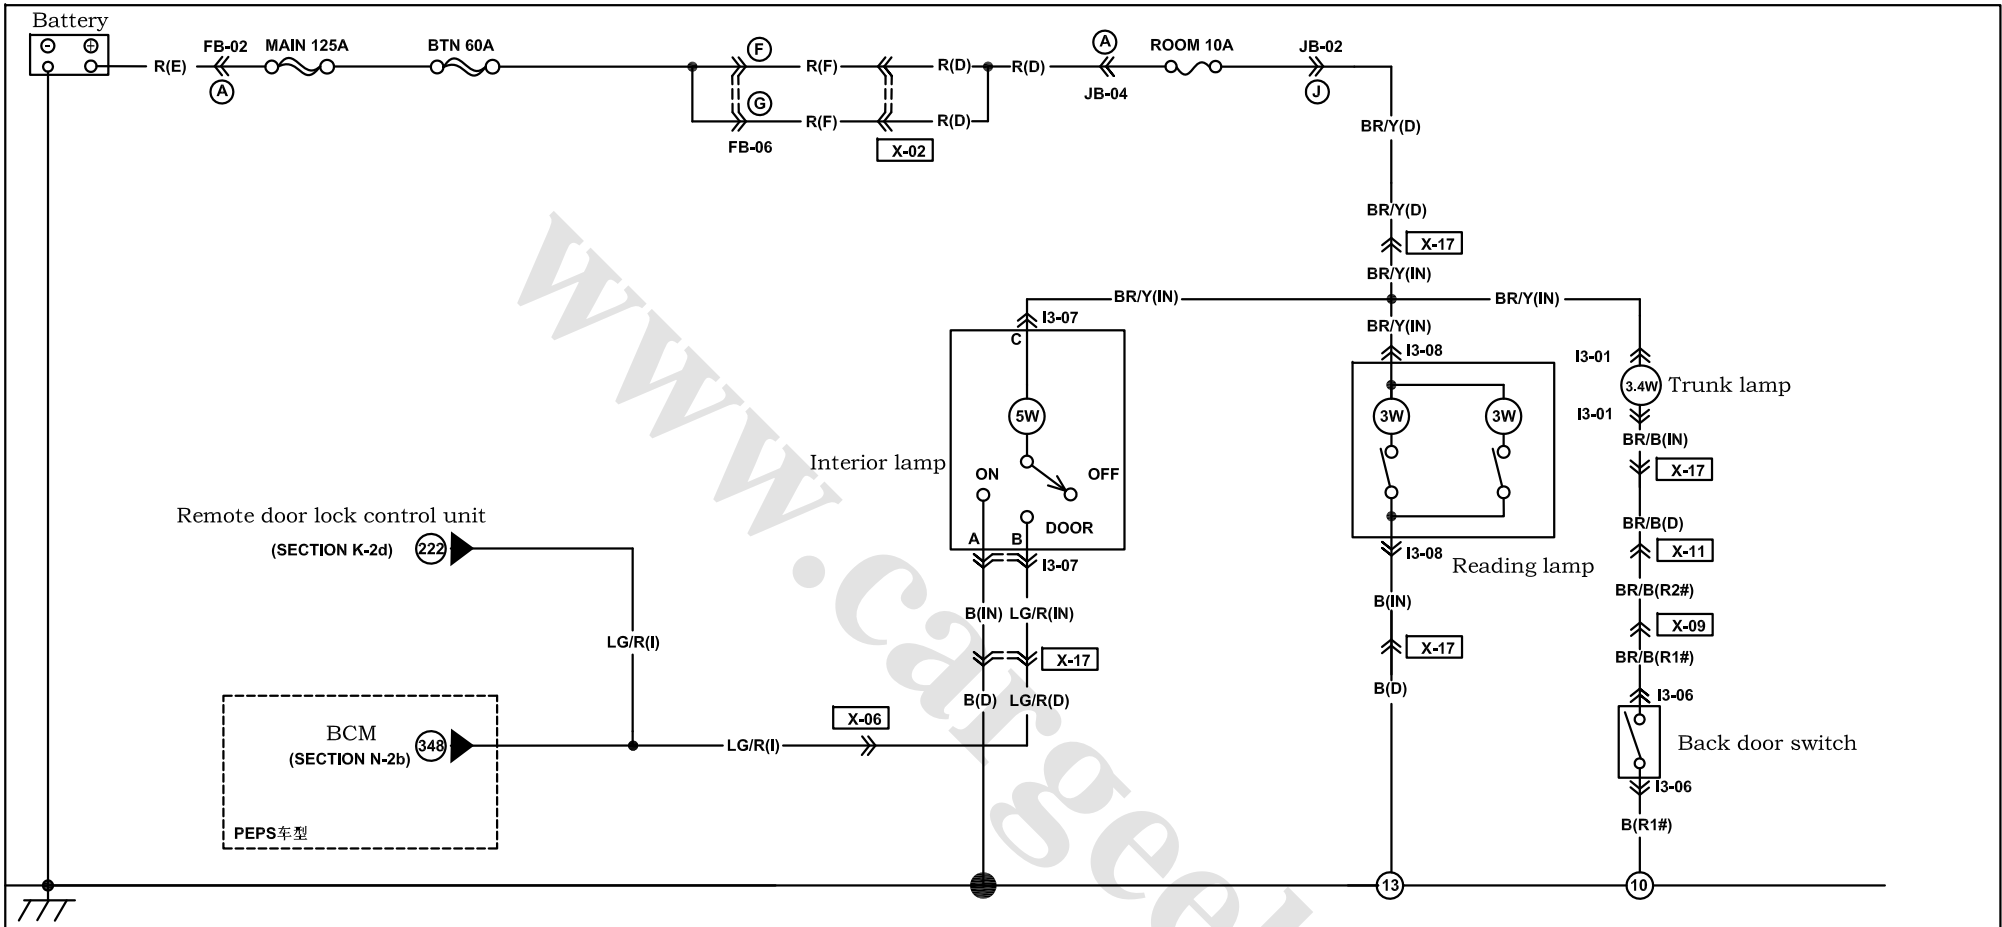 Battery
- +
R(E)
FB-02
A
MAIN 125A
BTN 60A
F
G
FB-06
R(F)
R(F)
R(D)
R(D)
X-02
R(D)
A
JB-04
ROOM 10A
JB-02
J
BR/Y(D)
BR/Y(D)
X-17
BR/Y(IN)
BR/Y(IN)
BR/Y(IN)
BR/Y(IN)
I3-07
C
5W
Interior lamp
ON
OFF
DOOR
A
B
I3-07
B(IN)
LG/R(IN)
X-17
B(D)
LG/R(D)
I3-08
3W
3W
I3-08
Reading lamp
B(IN)
X-17
B(D)
13
I3-01
3.4W
Trunk lamp
I3-01
BR/B(IN)
X-17
BR/B(D)
X-11
BR/B(R2#)
X-09
BR/B(R1#)
I3-06
Back door switch
I3-06
B(R1#)
10
Remote door lock control unit
(SECTION K-2d)
222
LG/R(I)
BCM
(SECTION N-2b)
348
PEPS车型
LG/R(I)
X-06
www.cargeek